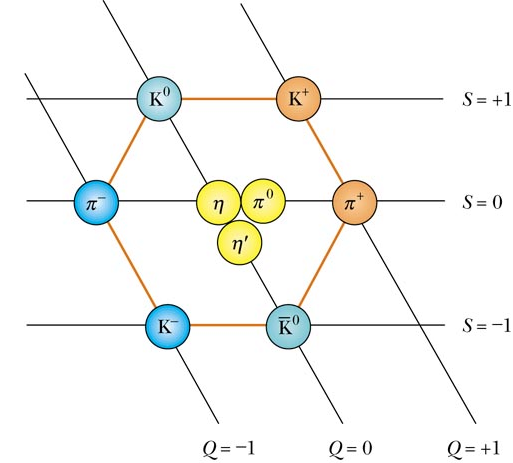 K⁰ K⁺ S = +1
π⁻ η π⁰ π⁺ S = 0
η′
K⁻ K̅⁰ S = −1
Q = −1 Q = 0 Q = +1